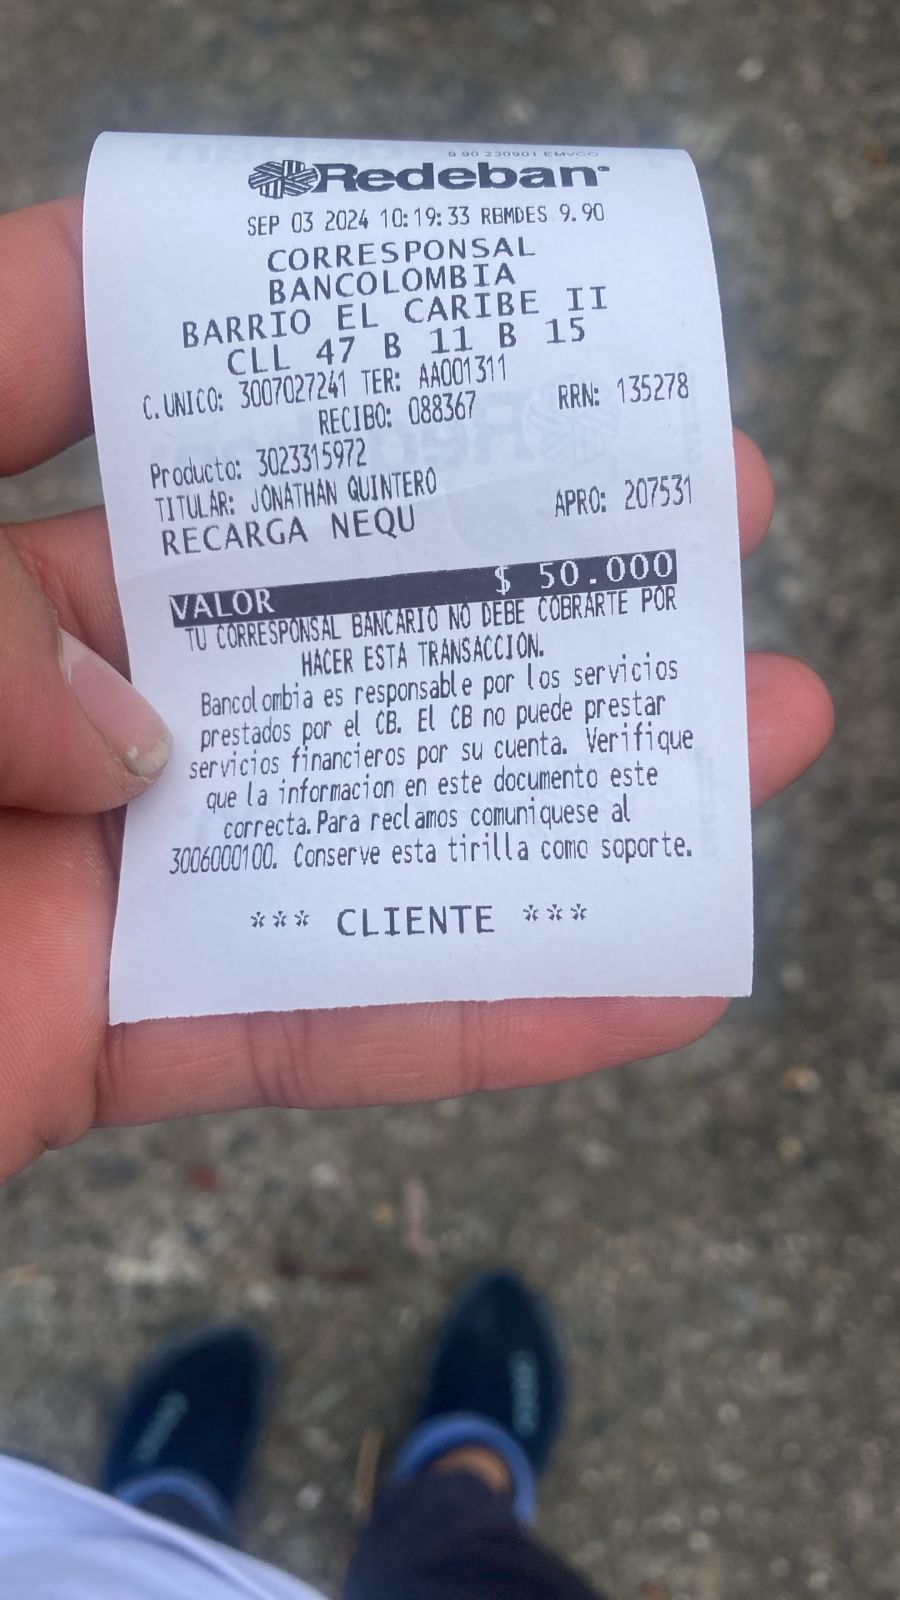 9.90 230901 EMVCO
Redeban
SEP 03 2024 10:19:33 RBMDES 9.90
CORRESPONSAL
BANCOLOMBIA
BARRIO EL CARIBE II
CLL 47 B 11 B 15
C.UNICO: 3007027241 TER: AA001311
RECIBO: 088367 RRN: 135278
Producto: 3023315972
TITULAR: JONATHAN QUINTERO
RECARGA NEQU APRO: 207531
VALOR $ 50.000
TU CORRESPONSAL BANCARIO NO DEBE COBRARTE POR
HACER ESTA TRANSACCION.
Bancolombia es responsable por los servicios
prestados por el CB. El CB no puede prestar
servicios financieros por su cuenta. Verifique
que la informacion en este documento este
correcta.Para reclamos comuniquese al
3006000100. Conserve esta tirilla como soporte.
*** CLIENTE ***